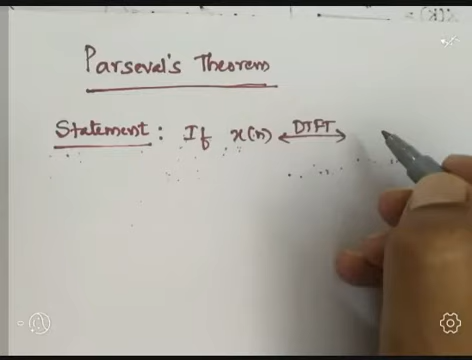 Parseval's Theorem
Statement : If x(n) <-DTFT->